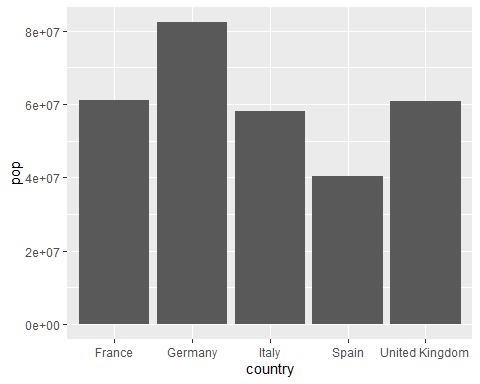 pop
8e+07
6e+07
4e+07
2e+07
0e+00
France Germany Italy Spain United Kingdom
country